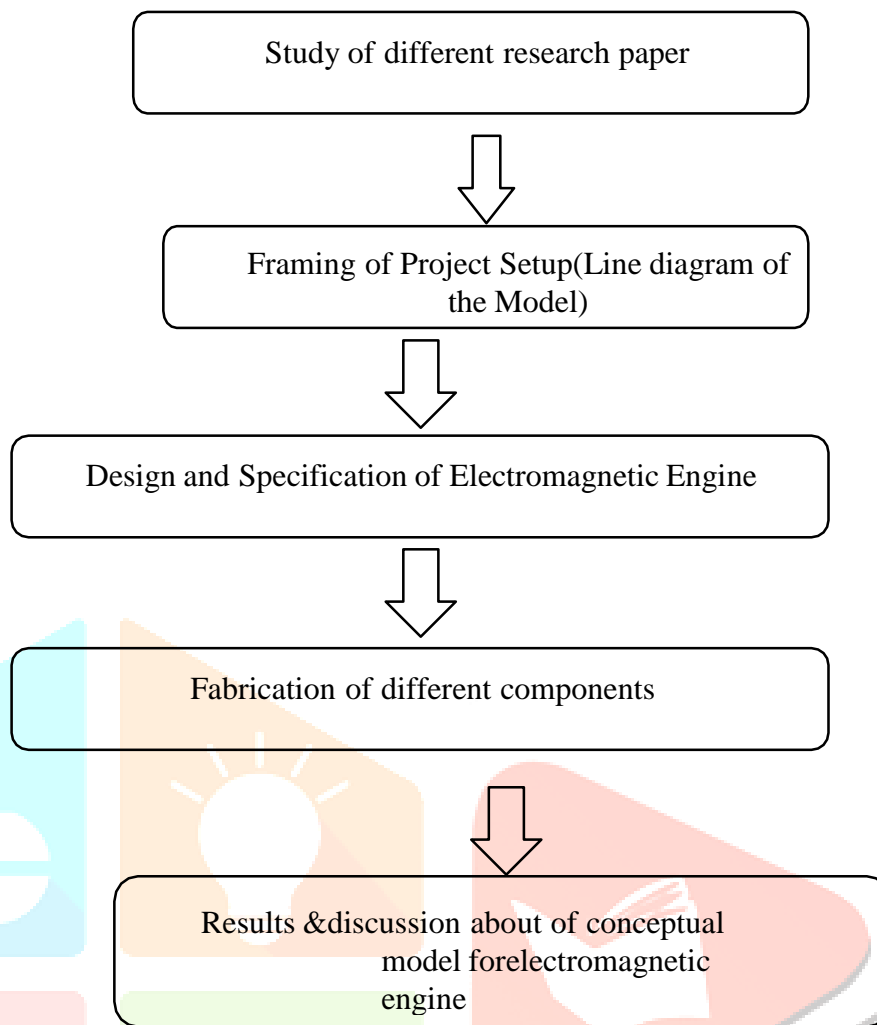 Study of different research paper
Framing of Project Setup(Line diagram of
the Model)
Design and Specification of Electromagnetic Engine
Fabrication of different components
Results &discussion about of conceptual
model forelectromagnetic
engine